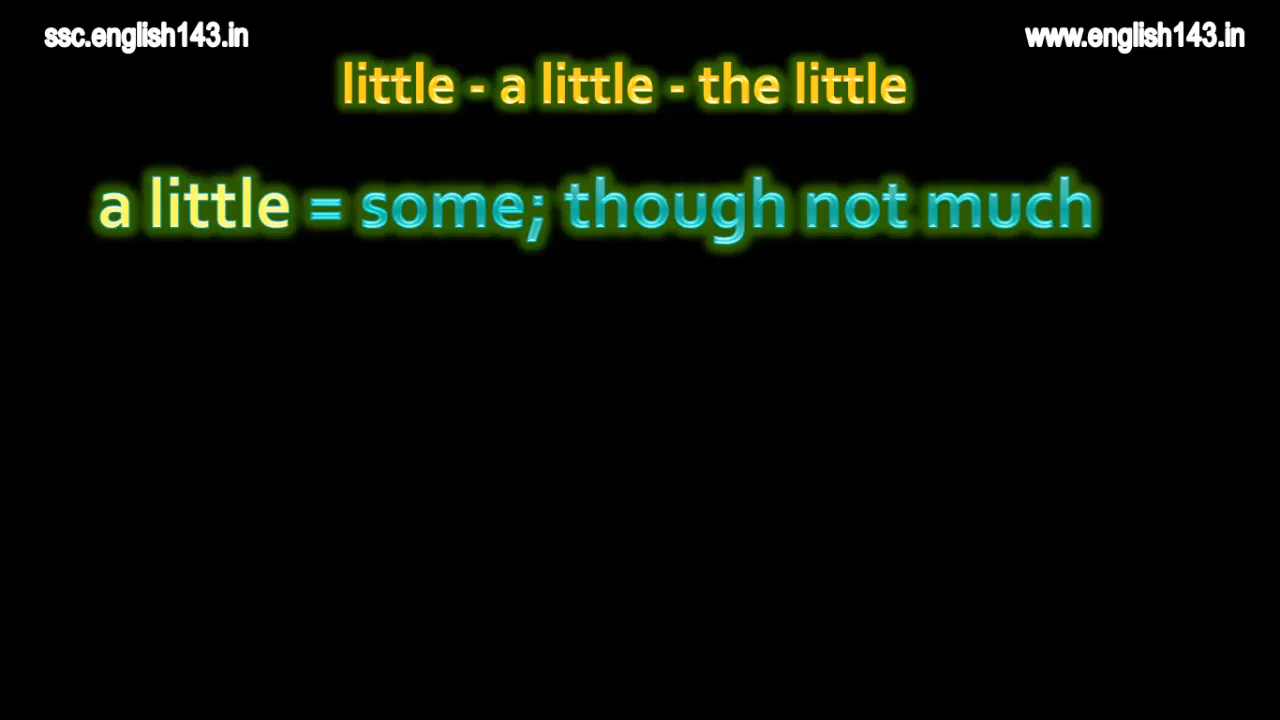 ssc.english143.in
www.english143.in
little - a little - the little
a little = some; though not much